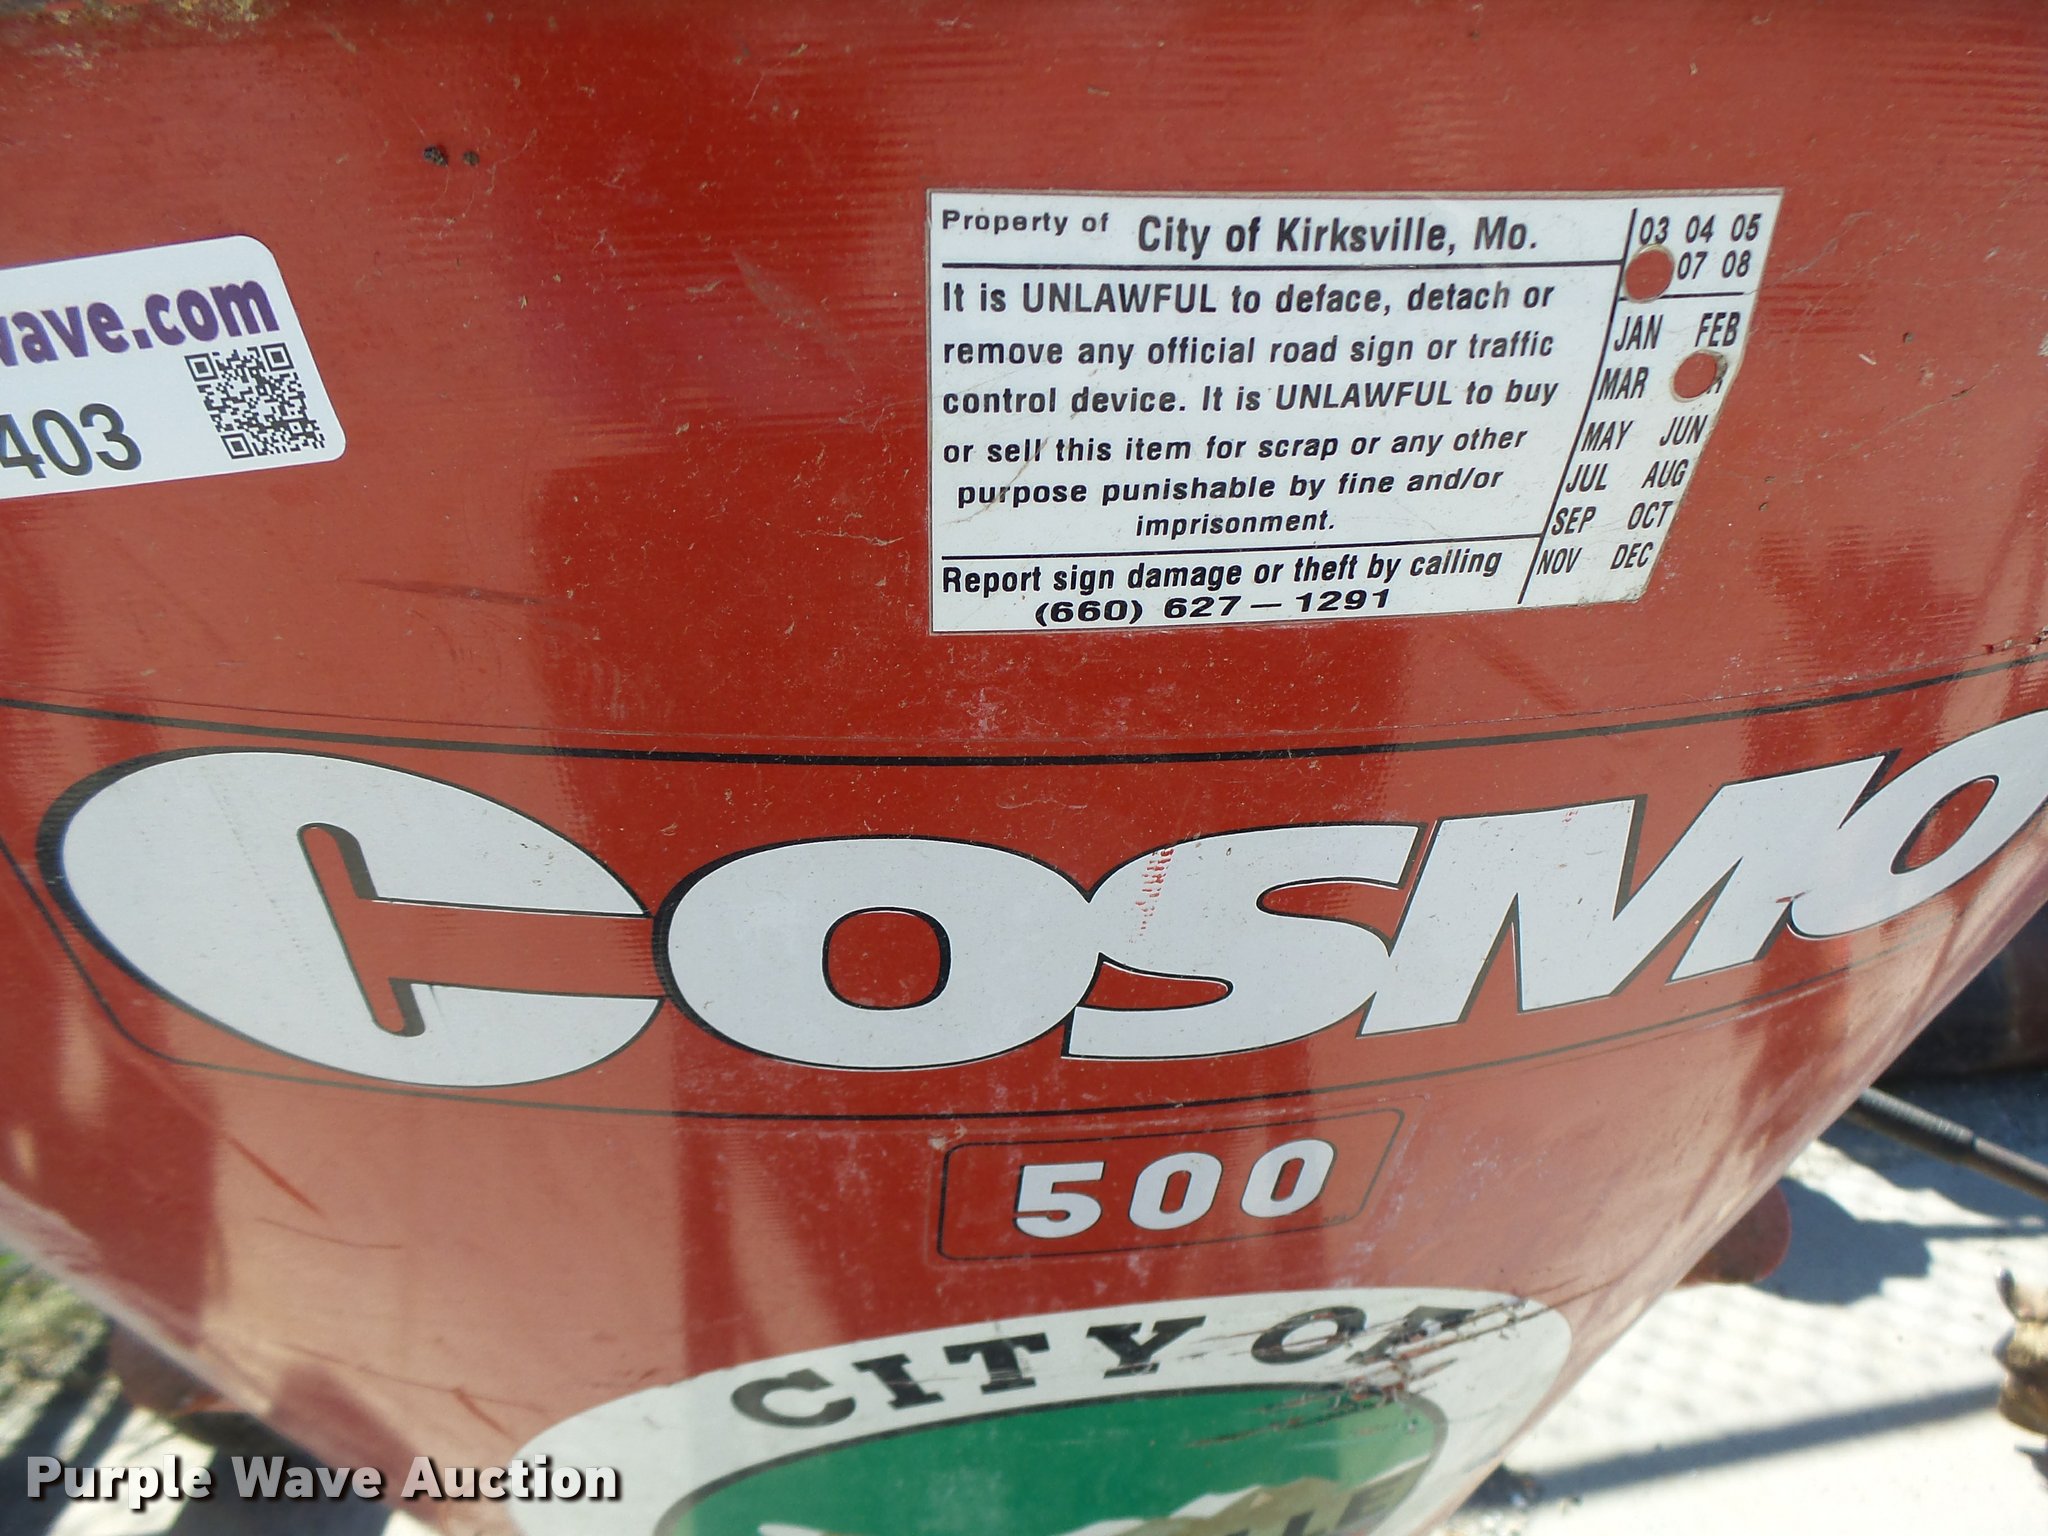 Property of City of Kirksville, Mo.
03 04 05
07 08
It is UNLAWFUL to deface, detach or
remove any official road sign or traffic
control device. It is UNLAWFUL to buy
or sell this item for scrap or any other
purpose punishable by fine and/or
imprisonment.
JAN FEB
MAR
MAY JUN
JUL AUG
SEP OCT
NOV DEC
Report sign damage or theft by calling
(660) 627-1291
wave.com
403
COSMO
500
CITY OF
Purple Wave Auction